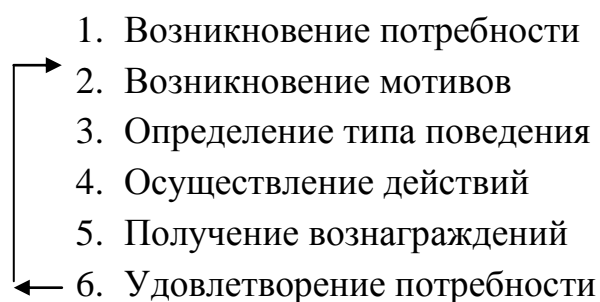 1. Возникновение потребности
2. Возникновение мотивов
3. Определение типа поведения
4. Осуществление действий
5. Получение вознаграждений
6. Удовлетворение потребности